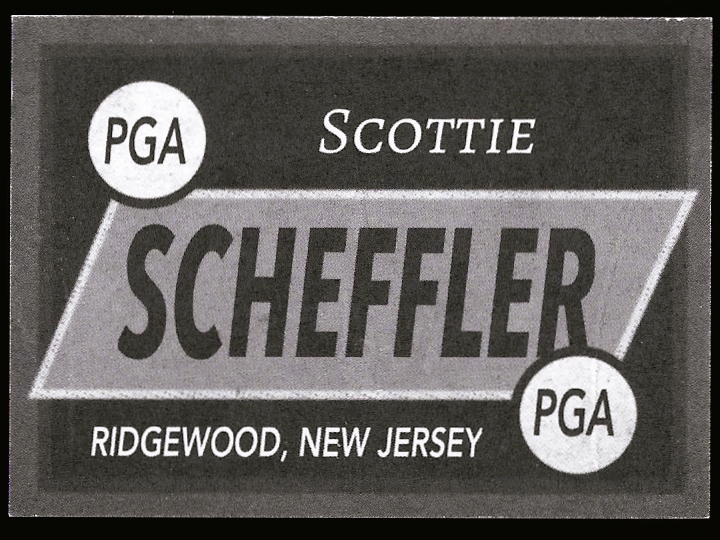 PGA
SCOTTIE
SCHEFFLER
PGA
RIDGEWOOD, NEW JERSEY